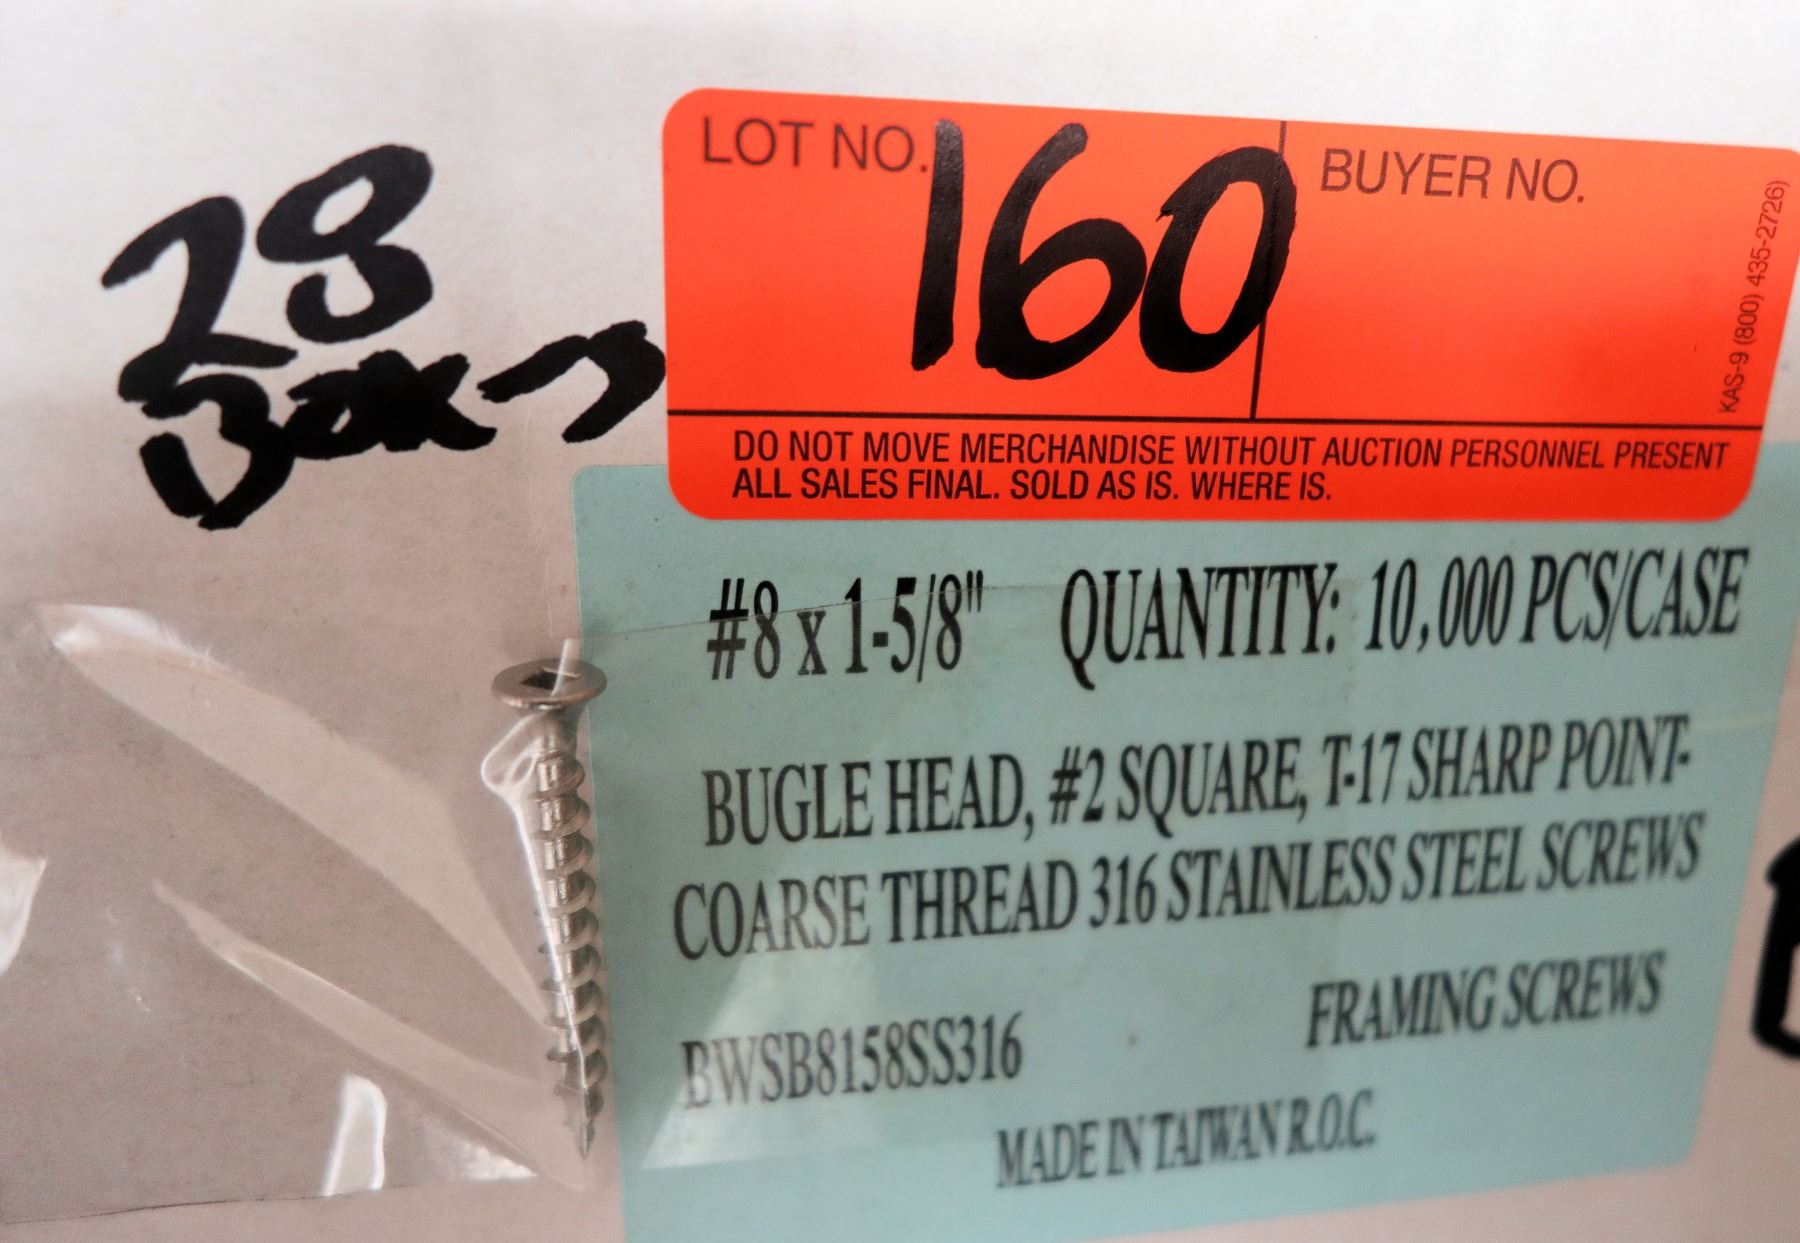 28
Boxes
LOT NO. 160
BUYER NO.
KAS-9 (800) 435-2726)
DO NOT MOVE MERCHANDISE WITHOUT AUCTION PERSONNEL PRESENT
ALL SALES FINAL. SOLD AS IS. WHERE IS.
#8 x 1-5/8" QUANTITY: 10,000 PCS/CASE
BUGLE HEAD, #2 SQUARE, T-17 SHARP POINT-
COARSE THREAD 316 STAINLESS STEEL SCREWS
FRAMING SCREWS
BWSB8158SS316
MADE IN TAIWAN R.O.C.